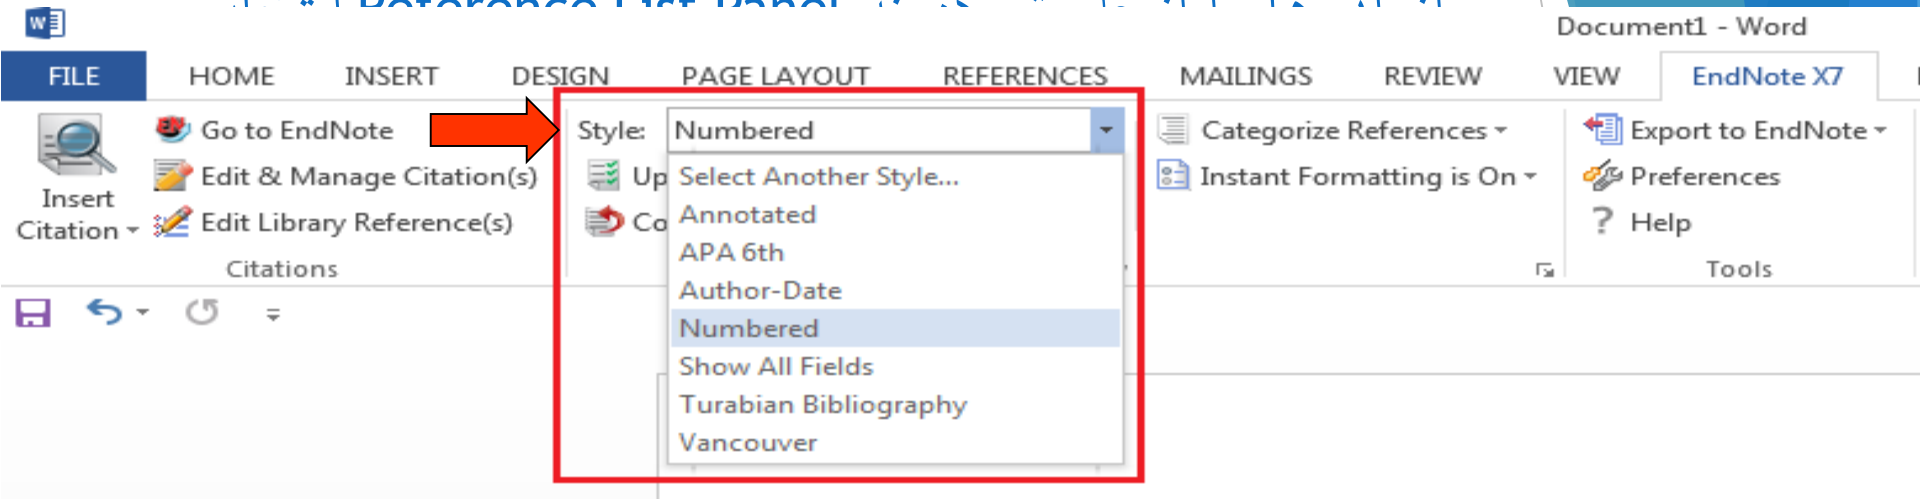 Reference List Panel
Document1 - Word
FILE HOME INSERT DESIGN PAGE LAYOUT REFERENCES MAILINGS REVIEW VIEW EndNote X7
Go to EndNote
Edit & Manage Citation(s)
Edit Library Reference(s)
Insert
Citation
Citations
Style: Numbered
Select Another Style...
Annotated
APA 6th
Author-Date
Numbered
Show All Fields
Turabian Bibliography
Vancouver
Up
Co
Categorize References
Instant Formatting is On
Export to EndNote
Preferences
? Help
Tools